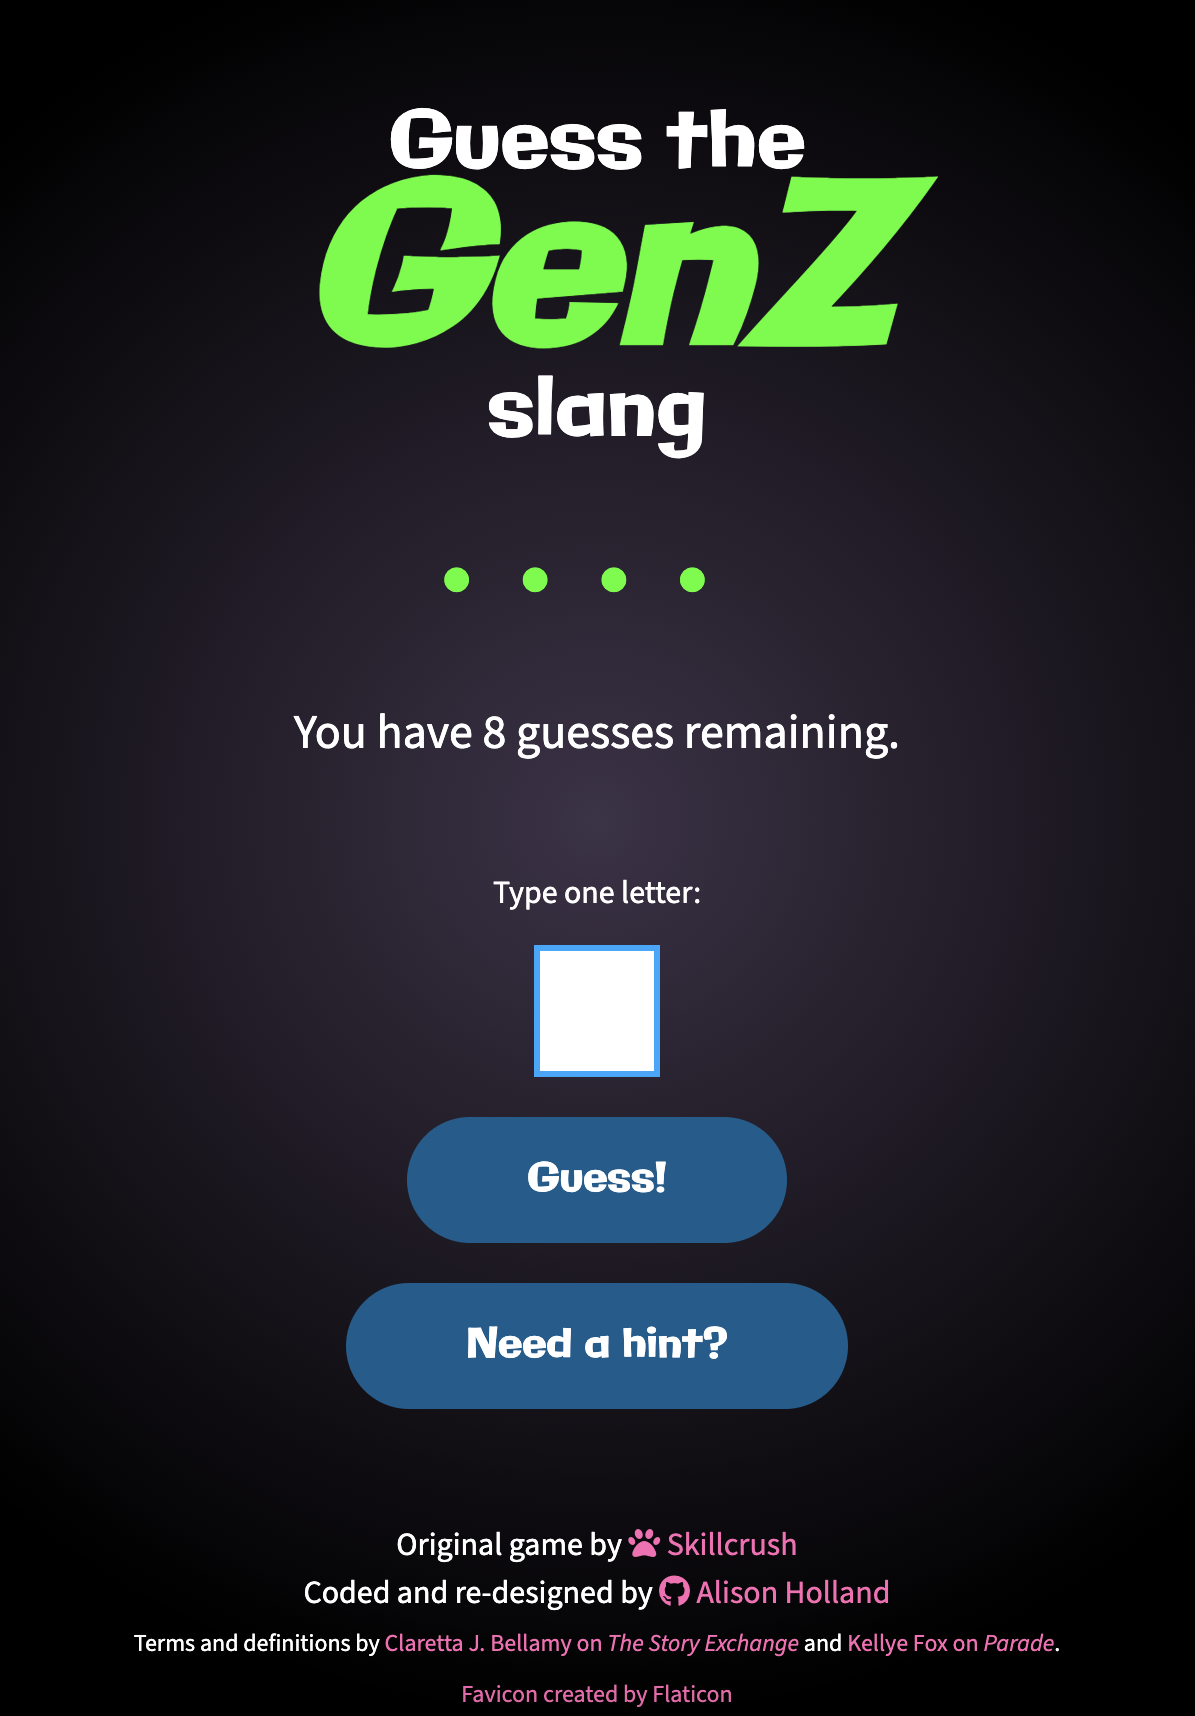 Guess the
GenZ
slang
● ● ● ●
You have 8 guesses remaining.
Type one letter:
Guess!
Need a hint?
Original game by Skillcrush
Coded and re-designed by Alison Holland
Terms and definitions by Claretta J. Bellamy on The Story Exchange and Kellye Fox on Parade.
Favicon created by Flaticon